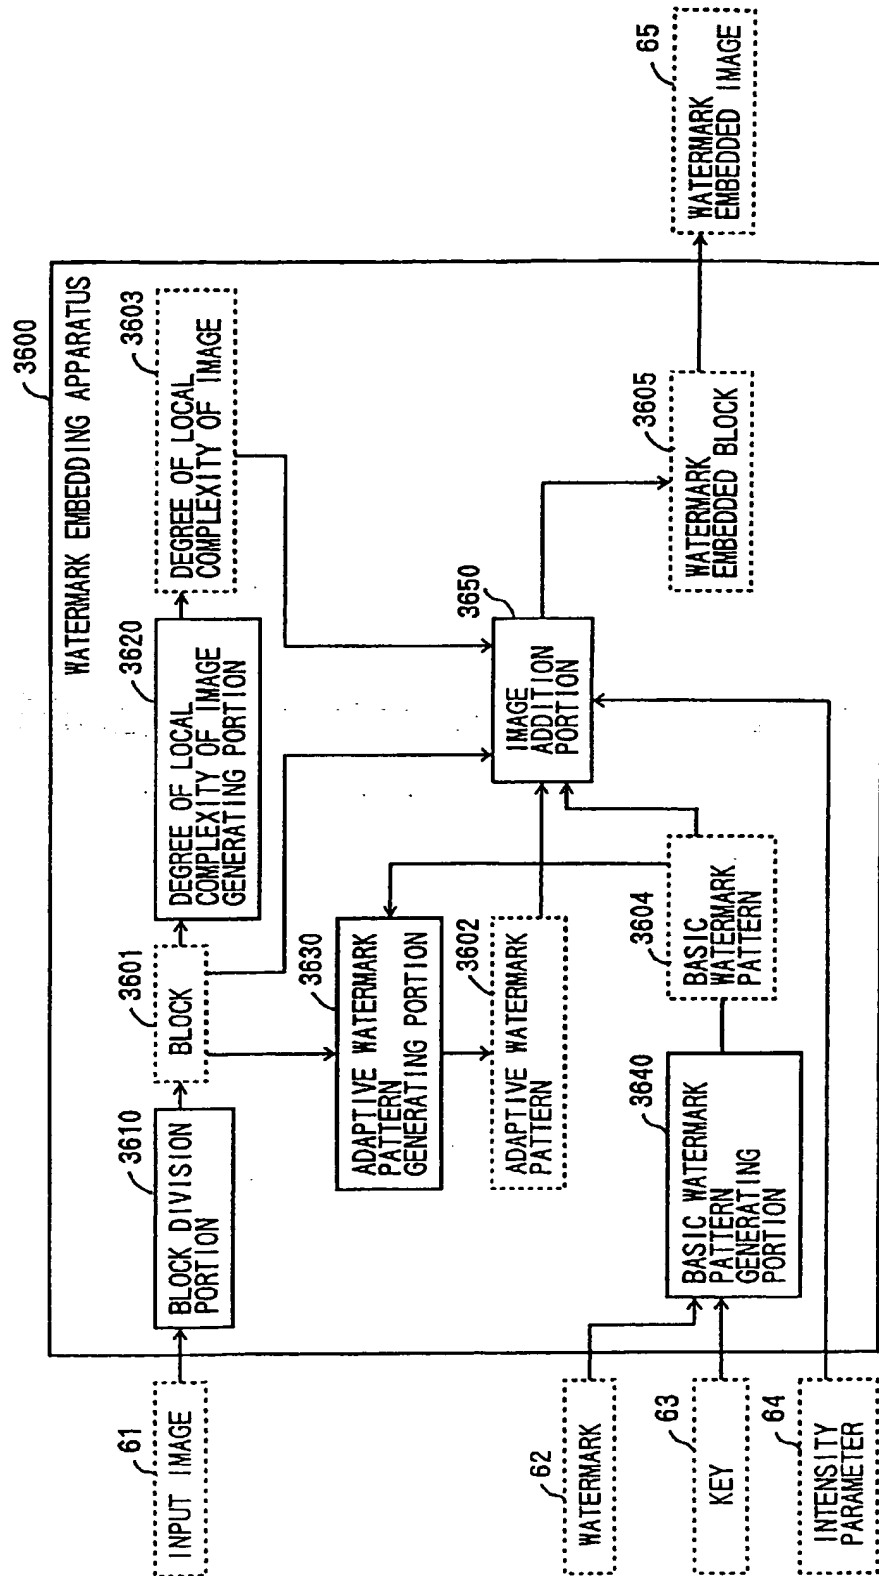 3600
WATERMARK EMBEDDING APPARATUS
61
INPUT IMAGE
3610
BLOCK DIVISION
PORTION
3601
BLOCK
3620
DEGREE OF LOCAL
COMPLEXITY OF IMAGE
GENERATING PORTION
3603
DEGREE OF LOCAL
COMPLEXITY OF IMAGE
3630
ADAPTIVE WATERMARK
PATTERN
GENERATING PORTION
3602
ADAPTIVE WATERMARK
PATTERN
3650
IMAGE
ADDITION
PORTION
3605
WATERMARK
EMBEDDED BLOCK
65
WATERMARK
EMBEDDED IMAGE
62
WATERMARK
63
KEY
64
INTENSITY
PARAMETER
3640
BASIC WATERMARK
PATTERN
GENERATING
PORTION
3604
BASIC
WATERMARK
PATTERN